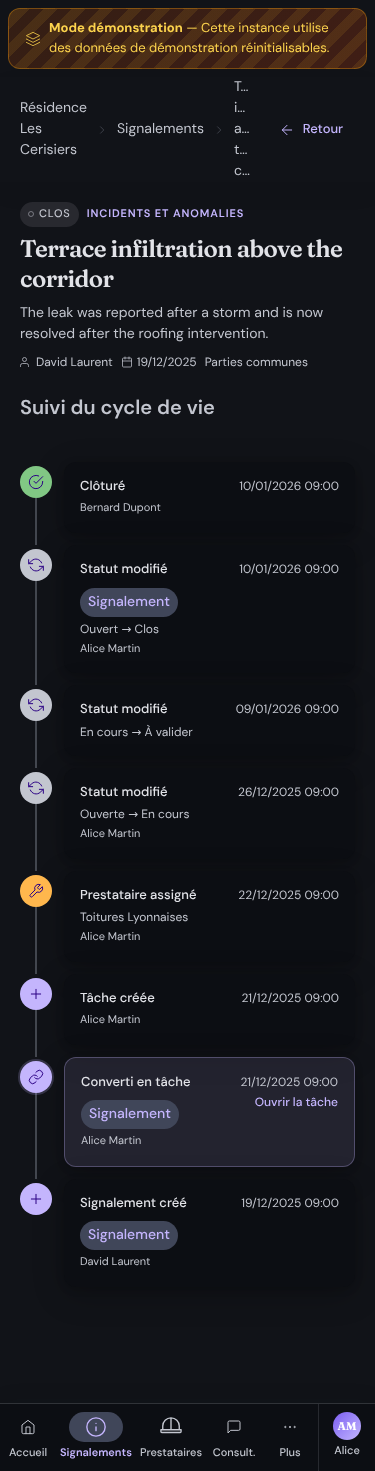 Mode démonstration — Cette instance utilise
des données de démonstration réinitialisables.
Résidence
Les
Cerisiers
Signalements
T…
i…
a…
t…
c…
Retour
CLOS
INCIDENTS ET ANOMALIES
Terrace infiltration above the
corridor
The leak was reported after a storm and is now
resolved after the roofing intervention.
David Laurent 19/12/2025 Parties communes
Suivi du cycle de vie
Clôturé 10/01/2026 09:00
Bernard Dupont
Statut modifié 10/01/2026 09:00
Signalement
Ouvert → Clos
Alice Martin
Statut modifié 09/01/2026 09:00
En cours → À valider
Statut modifié 26/12/2025 09:00
Ouverte → En cours
Alice Martin
Prestataire assigné 22/12/2025 09:00
Toitures Lyonnaises
Alice Martin
Tâche créée 21/12/2025 09:00
Alice Martin
Converti en tâche 21/12/2025 09:00
Ouvrir la tâche
Signalement
Alice Martin
Signalement créé 19/12/2025 09:00
Signalement
David Laurent
AM
Accueil Signalements Prestataires Consult. Plus Alice